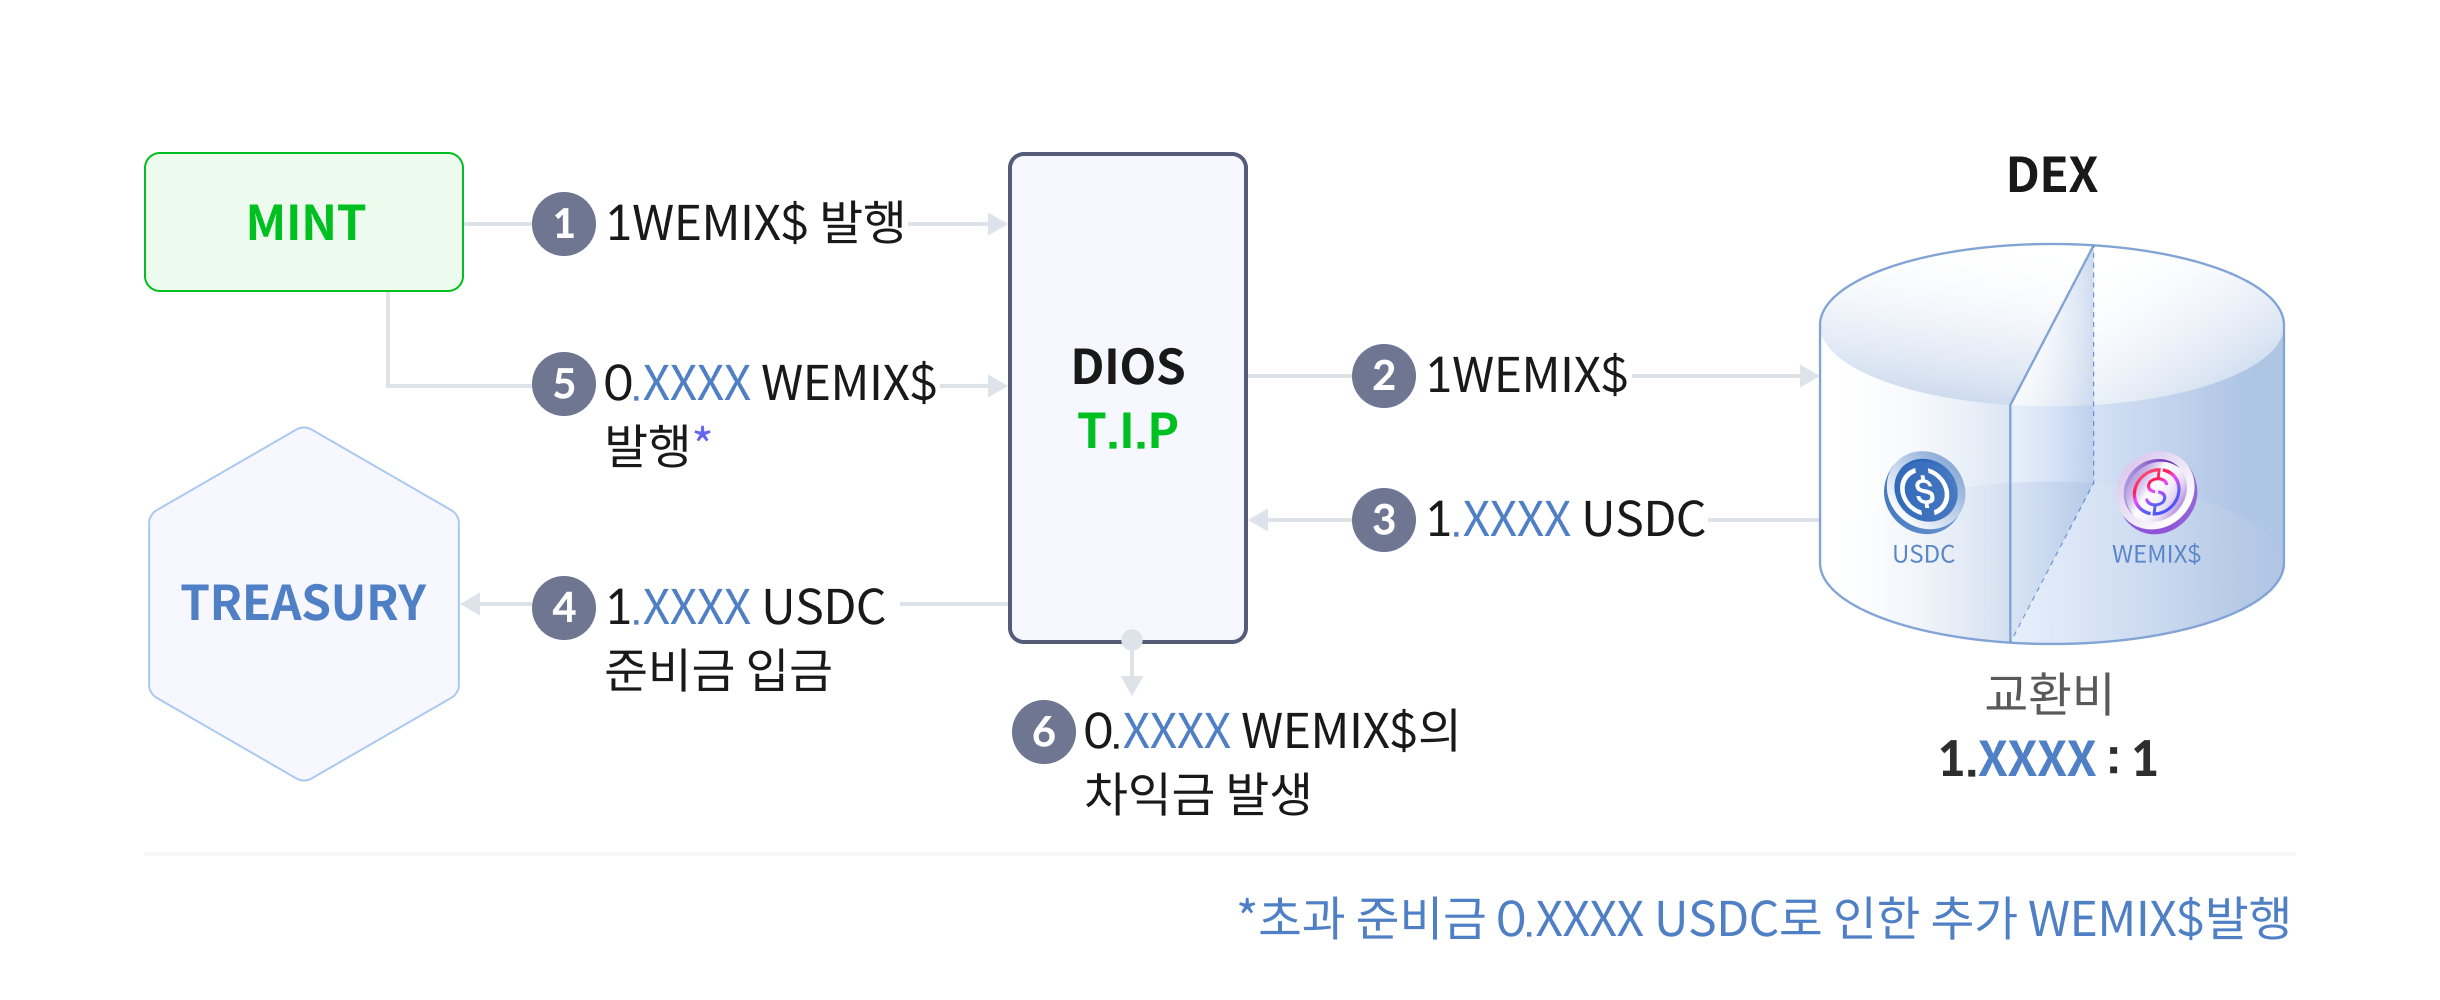 MINT
1 1WEMIX$ 발행
5 0.XXXX WEMIX$
발행*
TREASURY
4 1.XXXX USDC
준비금 입금
DIOS
T.I.P
6 0.XXXX WEMIX$의
차익금 발생
2 1WEMIX$
3 1.XXXX USDC
DEX
USDC
WEMIX$
교환비
1.XXXX : 1
*초과 준비금 0.XXXX USDC로 인한 추가 WEMIX$발행